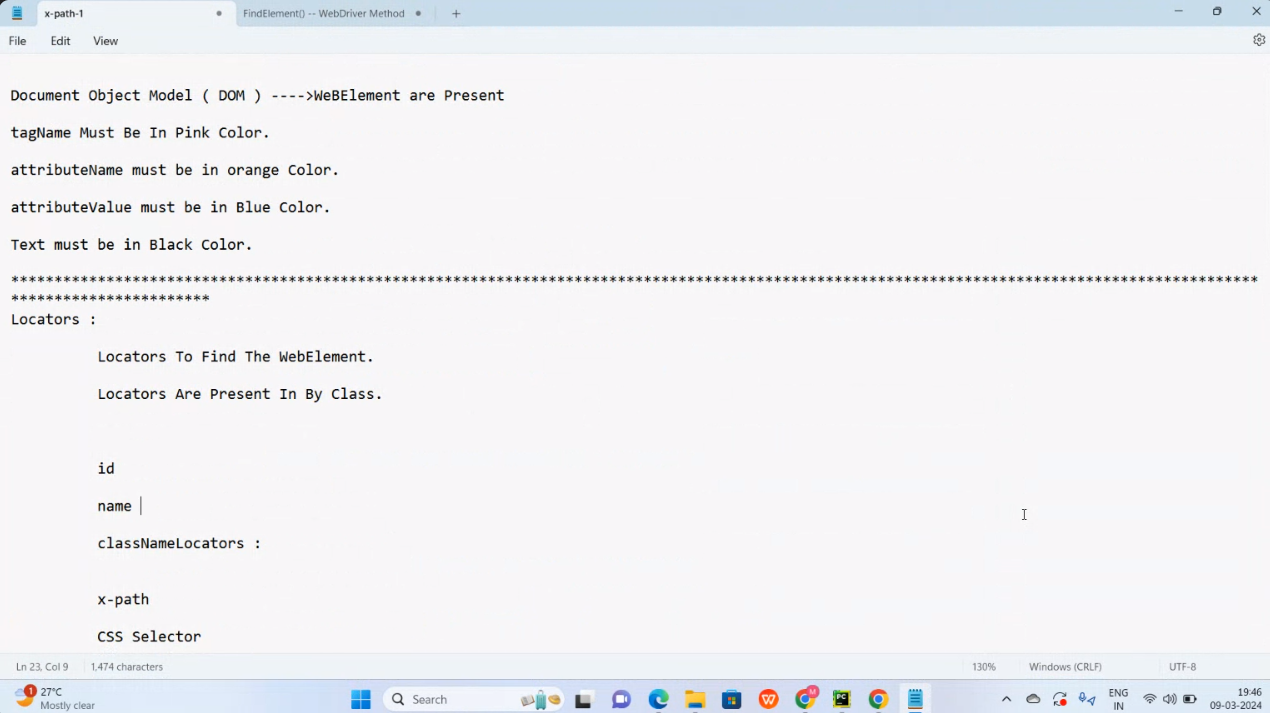 x-path-1
FindElement() -- WebDriver Method
File Edit View
Document Object Model ( DOM ) ---->WeBElement are Present
tagName Must Be In Pink Color.
attributeName must be in orange Color.
attributeValue must be in Blue Color.
Text must be in Black Color.
************************************************************************************************************************************************
***********************
Locators :
Locators To Find The WebElement.
Locators Are Present In By Class.
id
name
classNameLocators :
x-path
CSS Selector
Ln 23, Col 9 1,474 characters 130% Windows (CRLF) UTF-8
1
27°C
Mostly clear
Search
W
M
PC
ENG
IN
19:46
09-03-2024